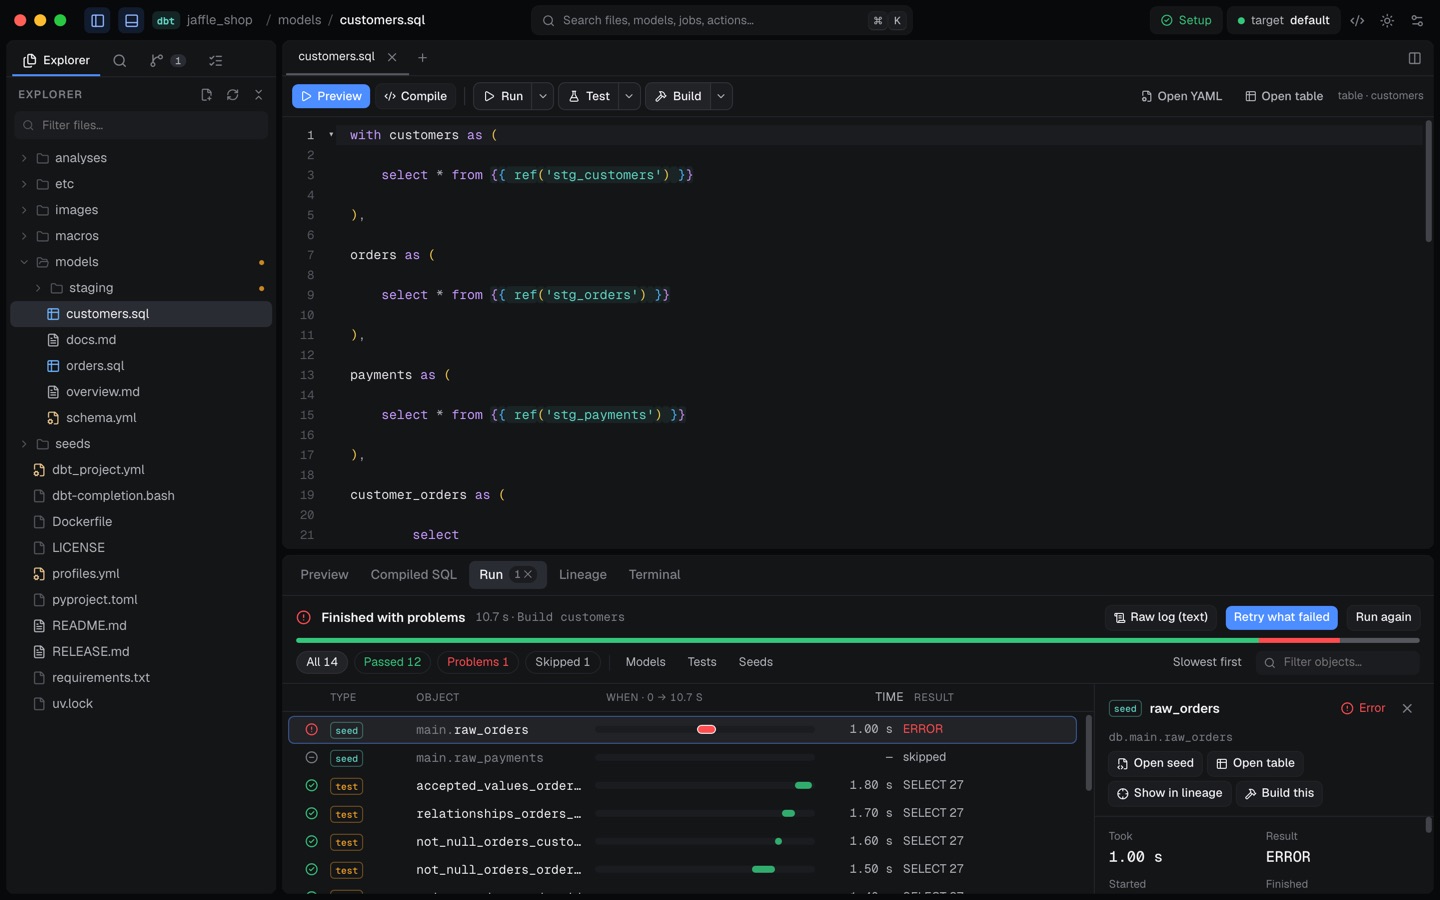 dbt jaffle_shop / models / customers.sql
Search files, models, jobs, actions... ⌘ K
Setup
target default
Explorer
1
EXPLORER
Filter files...
analyses
etc
images
macros
models
staging
customers.sql
docs.md
orders.sql
overview.md
schema.yml
seeds
dbt_project.yml
dbt-completion.bash
Dockerfile
LICENSE
profiles.yml
pyproject.toml
README.md
RELEASE.md
requirements.txt
uv.lock
customers.sql
Preview Compile Run Test Build
Open YAML Open table table · customers
1 with customers as (
2
3 select * from {{ ref('stg_customers') }}
4
5 ),
6
7 orders as (
8
9 select * from {{ ref('stg_orders') }}
10
11 ),
12
13 payments as (
14
15 select * from {{ ref('stg_payments') }}
16
17 ),
18
19 customer_orders as (
20
21 select
Preview Compiled SQL Run 1 Lineage Terminal
Finished with problems 10.7 s · Build customers
Raw log (text) Retry what failed Run again
All 14 Passed 12 Problems 1 Skipped 1 Models Tests Seeds
Slowest first Filter objects...
TYPE OBJECT WHEN · 0 → 10.7 S TIME RESULT
seed main.raw_orders 1.00 s ERROR
seed main.raw_payments – skipped
test accepted_values_order... 1.80 s SELECT 27
test relationships_orders_... 1.70 s SELECT 27
test not_null_orders_custo... 1.60 s SELECT 27
test not_null_orders_order... 1.50 s SELECT 27
seed raw_orders Error
db.main.raw_orders
Open seed Open table
Show in lineage Build this
Took Result
1.00 s ERROR
Started Finished